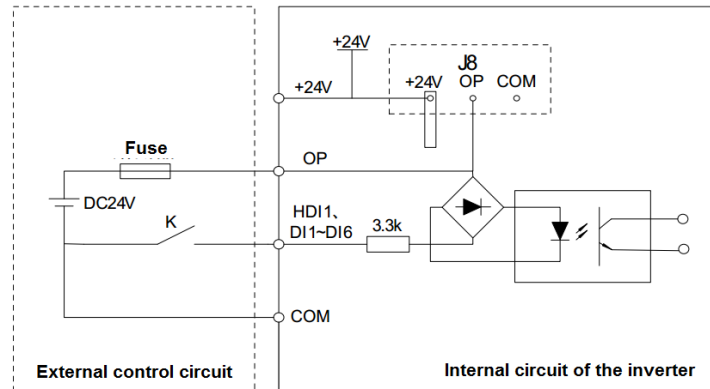 +24V
J8
+24V
OP
COM
+24V
Fuse
OP
DC24V
K
HDI1、
DI1~DI6
3.3k
COM
External control circuit
Internal circuit of the inverter